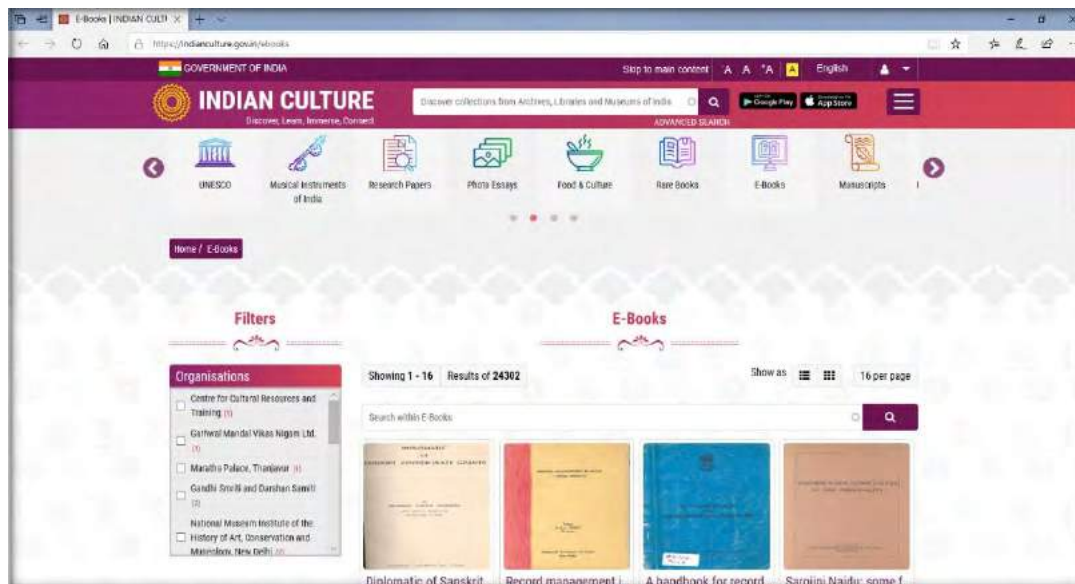 E-Books | INDIAN CULT
https://indianculture.gov.in/ebooks
GOVERNMENT OF INDIA
Skip to main content -A A +A A English
INDIAN CULTURE
Discover, Learn, Immerse, Connect
Discover collections from Archives, Libraries and Museums of India
Google Play
App Store
ADVANCED SEARCH
UNESCO
Musical Instruments
of India
Research Papers
Photo Essays
Food & Culture
Rare Books
E-Books
Manuscripts
Home / E-Books
Filters
E-Books
Organisations
Showing 1 - 16 Results of 24302
Show as
16 per page
Centre for Cultural Resources and
Training (1)
Garhwal Mandal Vikas Nigam Ltd.
(1)
Maratha Palace, Thanjavur
Gandhi Smriti and Darshan Samiti
National Museum Institute of the
History of Art, Conservation and
Museology, New Delhi
Search within E-Books
Diplomatic of Sanskrit
Record management i
A handbook for record
Sarojini Naidu: some f